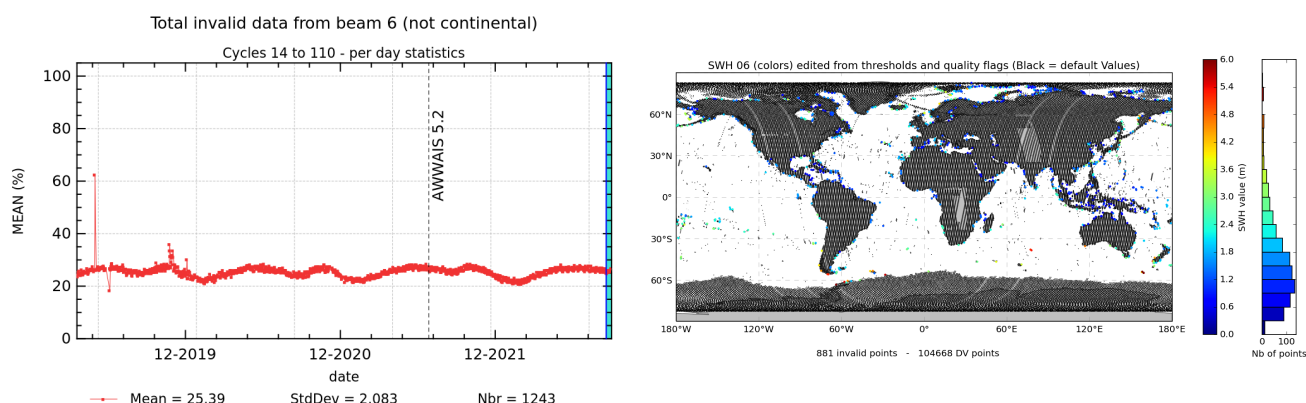 Total invalid data from beam 6 (not continental)
Cycles 14 to 110 - per day statistics
100
80
60
40
20
0
MEAN (%)
AWWAIS 5.2
12-2019
12-2020
12-2021
date
Mean = 25.39
StdDev = 2.083
Nbr = 1243
SWH 06 (colors) edited from thresholds and quality flags (Black = default Values)
60°N
30°N
0°
30°S
60°S
180°W
120°W
60°W
0°
60°E
120°E
180°E
881 invalid points - 104668 DV points
6.0
5.4
4.8
4.2
3.6
3.0
2.4
1.8
1.2
0.6
0.0
SWH value (m)
0
100
Nb of points